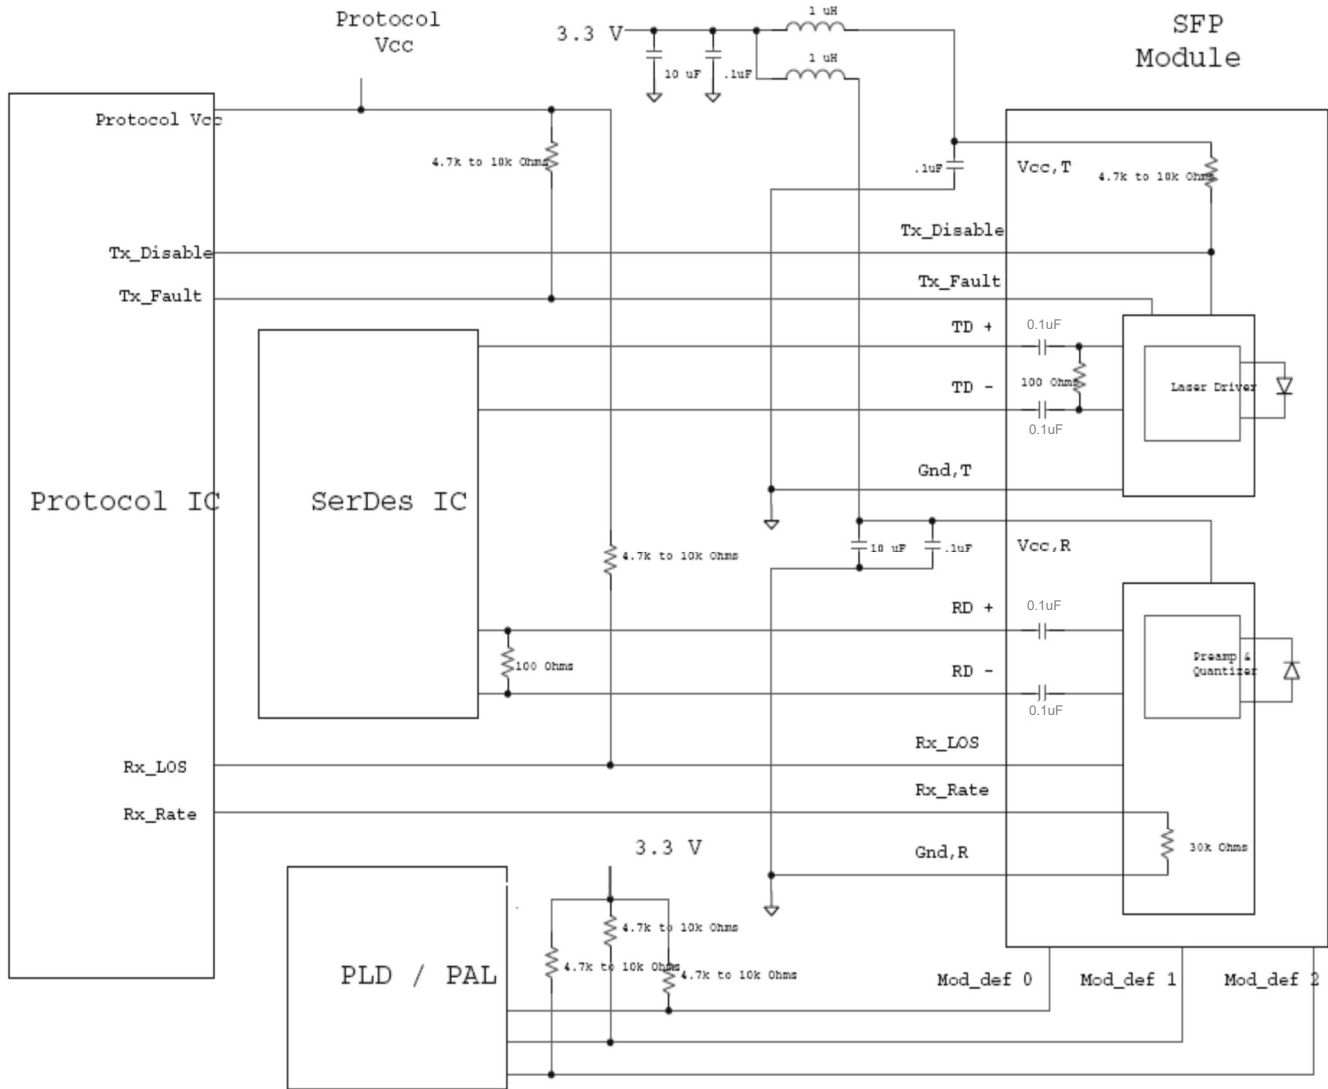 Protocol
Vcc
3.3 V
1 uH
1 uH
10 uF
.1uF
SFP
Module
Protocol Vcc
4.7k to 10k Ohms
.1uF
Vcc,T
4.7k to 10k Ohms
Tx_Disable
Tx_Disable
Tx_Fault
Tx_Fault
TD +
0.1uF
TD -
100 Ohms
0.1uF
Laser Driver
Gnd,T
Protocol IC
SerDes IC
4.7k to 10k Ohms
10 uF
.1uF
Vcc,R
RD +
0.1uF
100 Ohms
RD -
0.1uF
Preamp &
Quantizer
Rx_LOS
Rx_LOS
Rx_Rate
Rx_Rate
3.3 V
Gnd,R
30k Ohms
4.7k to 10k Ohms
4.7k to 10k Ohms
4.7k to 10k Ohms
PLD / PAL
Mod_def 0
Mod_def 1
Mod_def 2